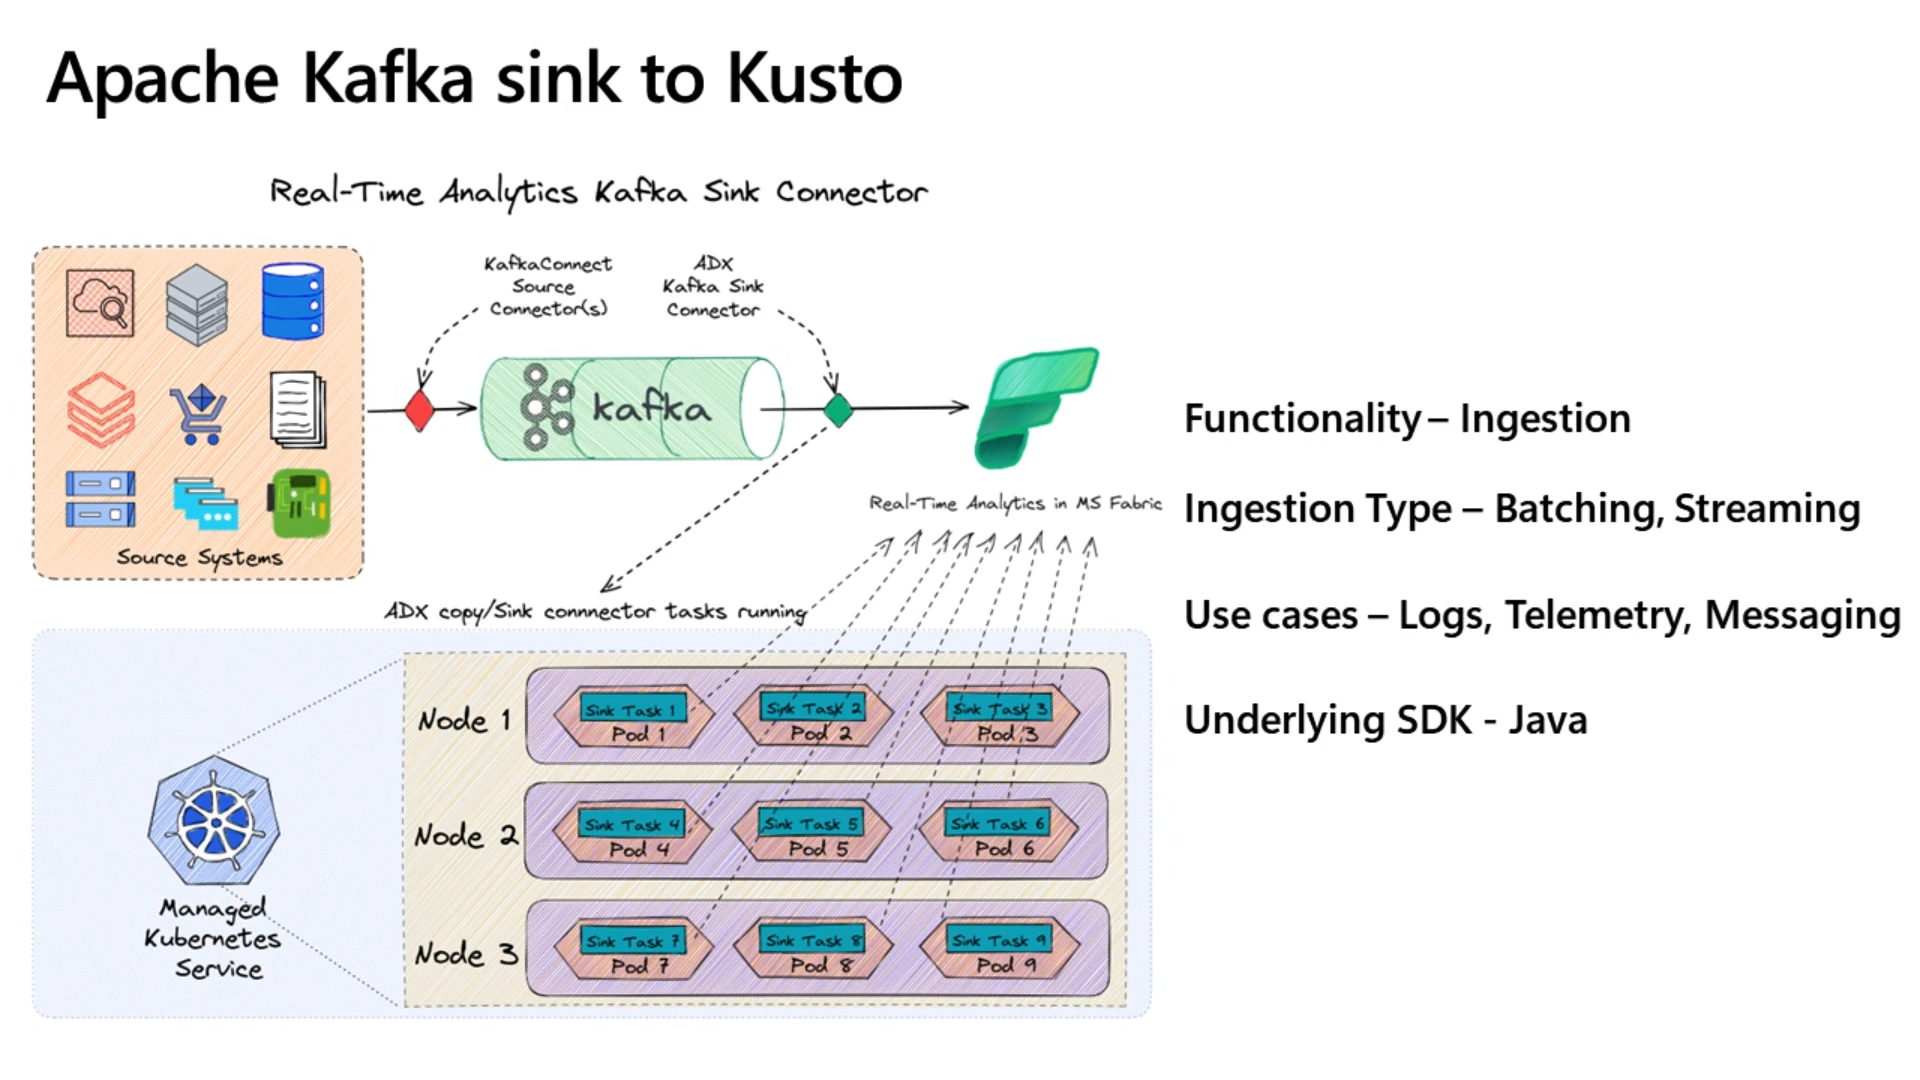 Apache Kafka sink to Kusto
Real-Time Analytics Kafka Sink Connector
KafkaConnect
Source
Connector(s)
ADX
Kafka Sink
Connector
kafka
Source Systems
Real-Time Analytics in MS Fabric
ADX copy/Sink connnector tasks running
Managed
Kubernetes
Service
Node 1
Sink Task 1
Pod 1
Sink Task 2
Pod 2
Sink Task 3
Pod 3
Node 2
Sink Task 4
Pod 4
Sink Task 5
Pod 5
Sink Task 6
Pod 6
Node 3
Sink Task 7
Pod 7
Sink Task 8
Pod 8
Sink Task 9
Pod 9
Functionality – Ingestion
Ingestion Type – Batching, Streaming
Use cases – Logs, Telemetry, Messaging
Underlying SDK - Java